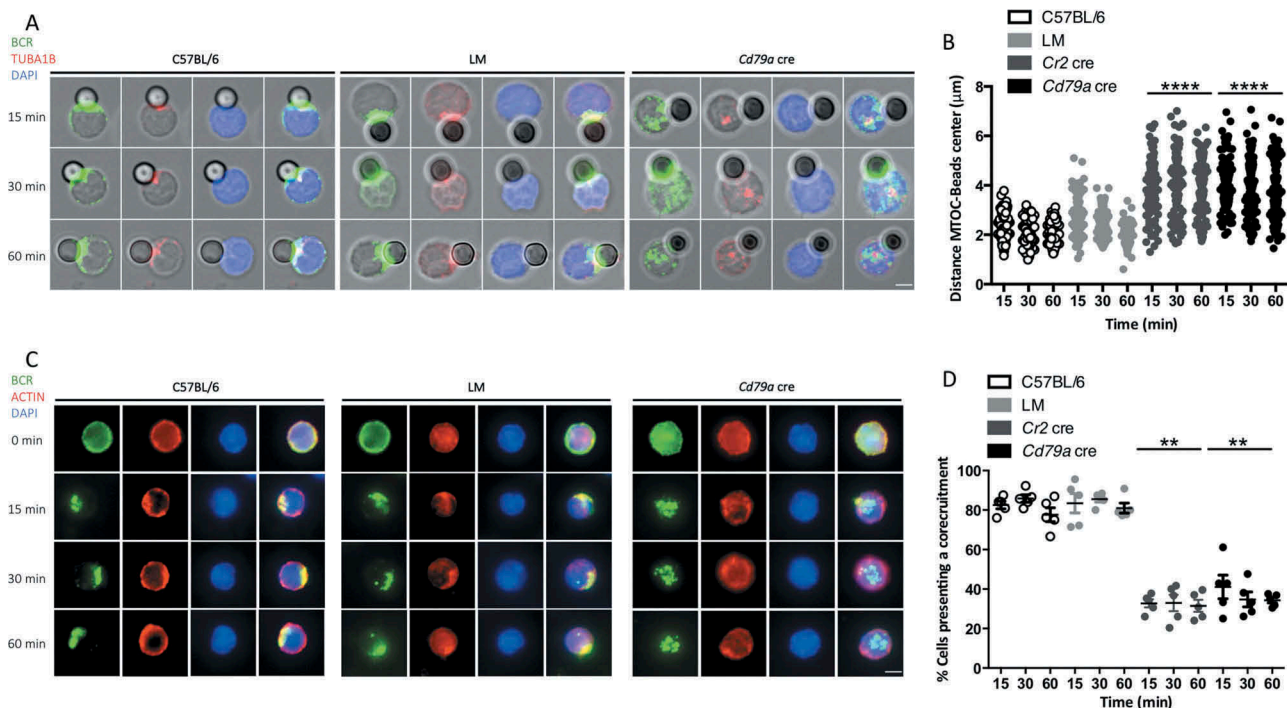 A
BCR
TUBA1B
DAPI
C57BL/6
LM
Cd79a cre
15 min
30 min
60 min
B
C57BL/6
LM
Cr2 cre
Cd79a cre
Distance MTOC-Beads center (μm)
8
6
4
2
0
**** ****
15 30 60 15 30 60 15 30 60 15 30 60
Time (min)
C
BCR
ACTIN
DAPI
C57BL/6
LM
Cd79a cre
0 min
15 min
30 min
60 min
D
C57BL/6
LM
Cr2 cre
Cd79a cre
% Cells presenting a corecruitment
100
80
60
40
20
0
** **
15 30 60 15 30 60 15 30 60 15 30 60
Time (min)